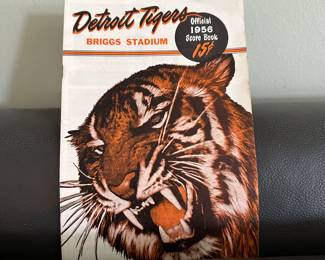 Detroit Tigers
BRIGGS STADIUM
Official
1956
Score Book
15¢